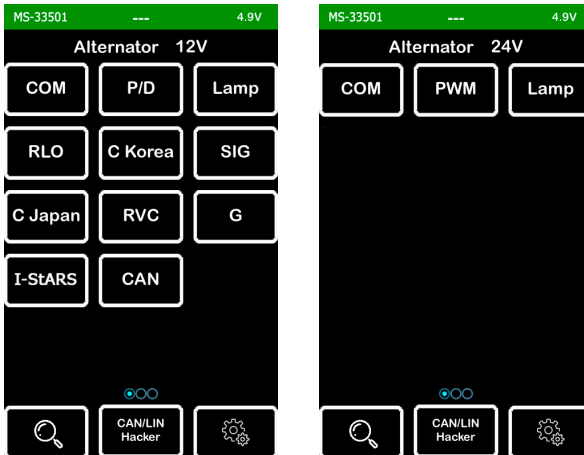 MS-33501 --- 4.9V
Alternator 12V
COM P/D Lamp
RLO C Korea SIG
C Japan RVC G
I-StARS CAN
CAN/LIN
Hacker
MS-33501 --- 4.9V
Alternator 24V
COM PWM Lamp
CAN/LIN
Hacker